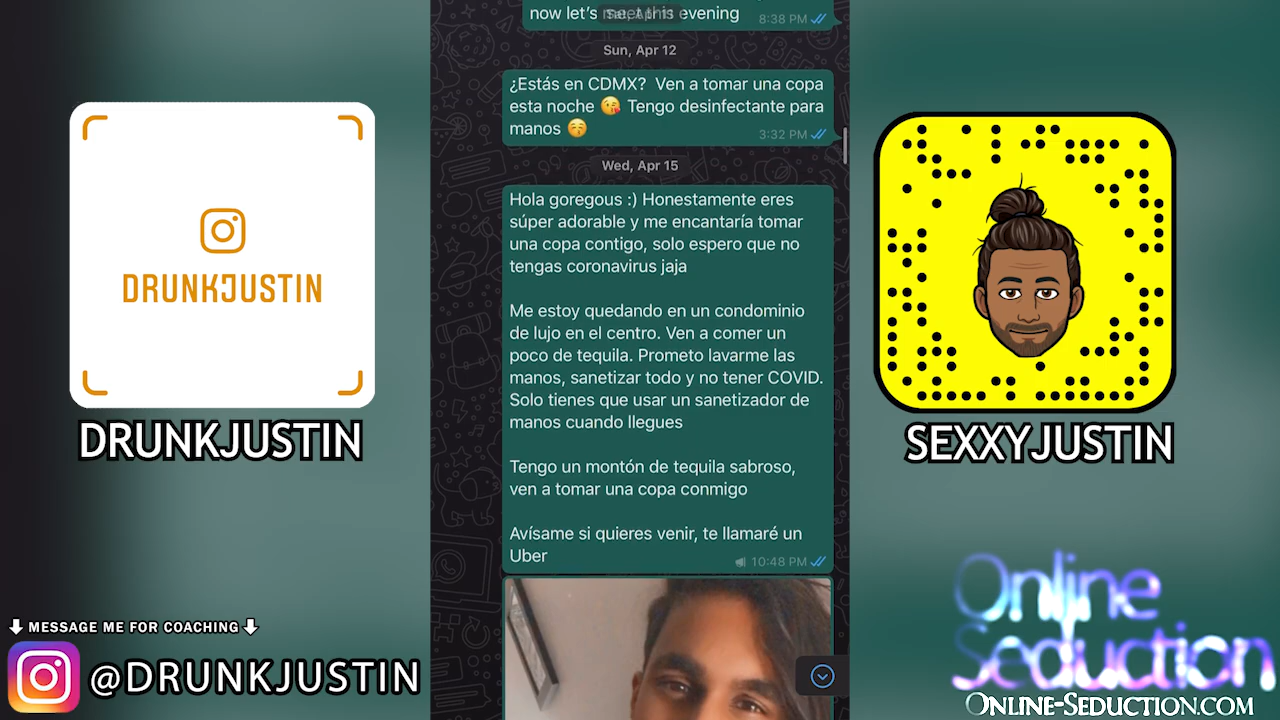 now let's meet this evening
Sat, Apr 11
8:38 PM
Sun, Apr 12
¿Estás en CDMX? Ven a tomar una copa
esta noche 😘 Tengo desinfectante para
manos 😚
3:32 PM
Wed, Apr 15
Hola goregous :) Honestamente eres
súper adorable y me encantaría tomar
una copa contigo, solo espero que no
tengas coronavirus jaja
Me estoy quedando en un condominio
de lujo en el centro. Ven a comer un
poco de tequila. Prometo lavarme las
manos, sanetizar todo y no tener COVID.
Solo tienes que usar un sanetizador de
manos cuando llegues
Tengo un montón de tequila sabroso,
ven a tomar una copa conmigo
Avísame si quieres venir, te llamaré un
Uber
10:48 PM
DRUNKJUSTIN
DRUNKJUSTIN
SEXXYJUSTIN
MESSAGE ME FOR COACHING
@DRUNKJUSTIN
Online
Seduction
ONLINE-SEDUCTION.COM